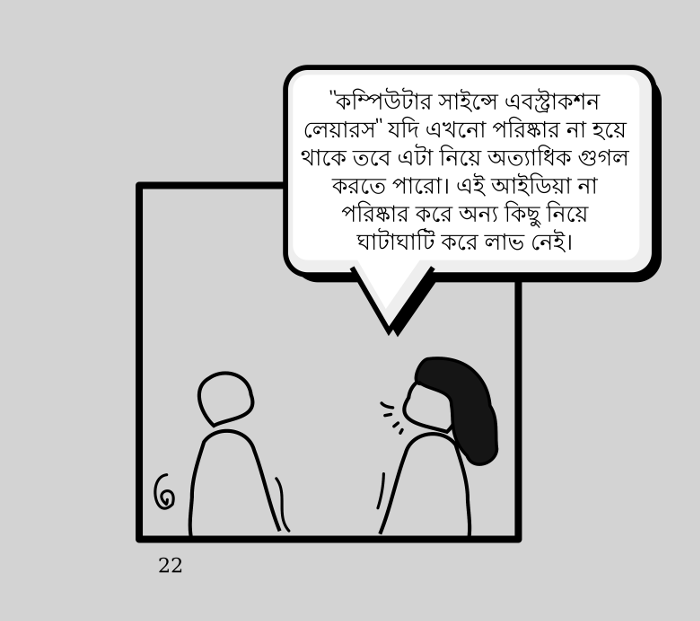 "কম্পিউটার সাইন্সে এবস্ট্রাকশন
লেয়ারস" যদি এখনো পরিষ্কার না হয়ে
থাকে তবে এটা নিয়ে অত্যাধিক গুগল
করতে পারো। এই আইডিয়া না
পরিষ্কার করে অন্য কিছু নিয়ে
ঘাটাঘাটি করে লাভ নেই।
22